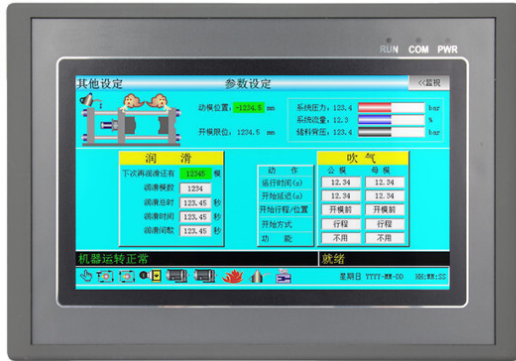 RUN COM PWR
其他设定 参数设定 <<监视
动模位置: -1234.5 mm 系统压力: 123.4 bar
系统流量: 12.3 %
开模限位: 1234.5 mm 储料背压: 123.4 bar
润 滑 吹 气
下次再润滑还有 12345 模 动 作 公模 母模
润滑模数 1234 运行时间(s) 12.34 12.34
润滑总时 123.45 秒 开始延迟(s) 12.34 12.34
润滑时间 123.45 秒 开始行程/位置 开模前 开模前
润滑间歇 123.45 秒 开始方式 行程 行程
功 能 不用 不用
机器运转正常 就绪
星期日 YYYY-MM-DD HH:MM:SS